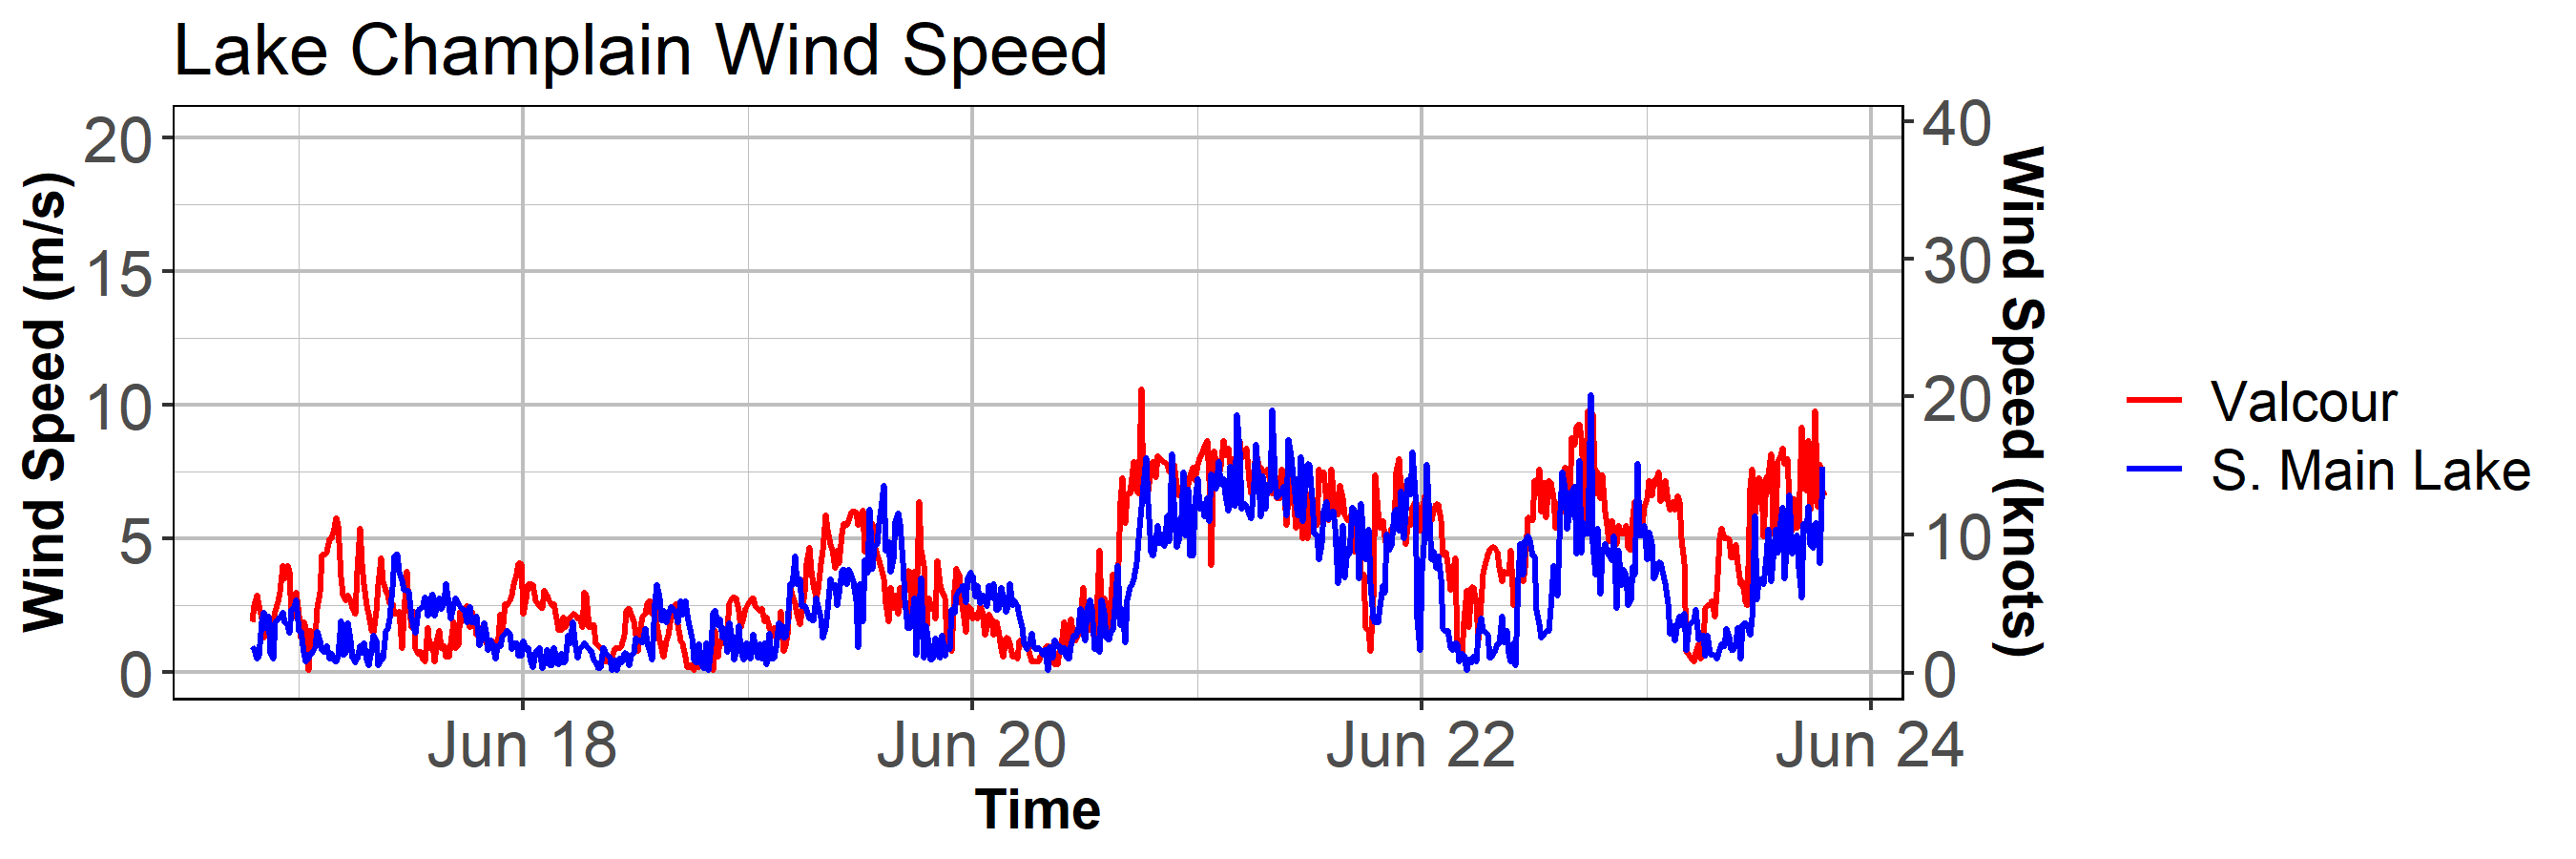 Lake Champlain Wind Speed
Wind Speed (m/s)
20
15
10
5
0
40
30
20
10
0
Wind Speed (knots)
Jun 18
Jun 20
Jun 22
Jun 24
Time
Valcour
S. Main Lake